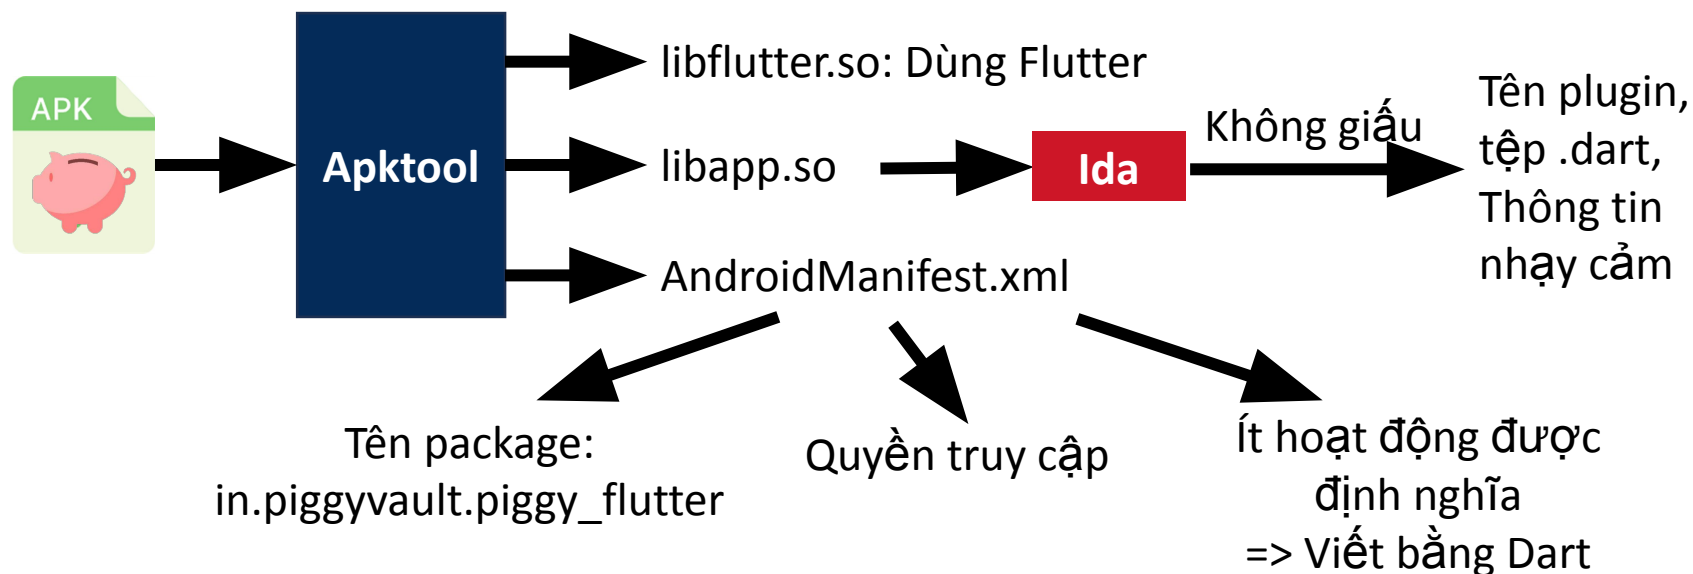 APK
Apktool
libflutter.so: Dùng Flutter
libapp.so
AndroidManifest.xml
Ida
Không giấu
Tên plugin,
tệp .dart,
Thông tin
nhạy cảm
Tên package:
in.piggyvault.piggy_flutter
Quyền truy cập
Ít hoạt động được
định nghĩa
=> Viết bằng Dart